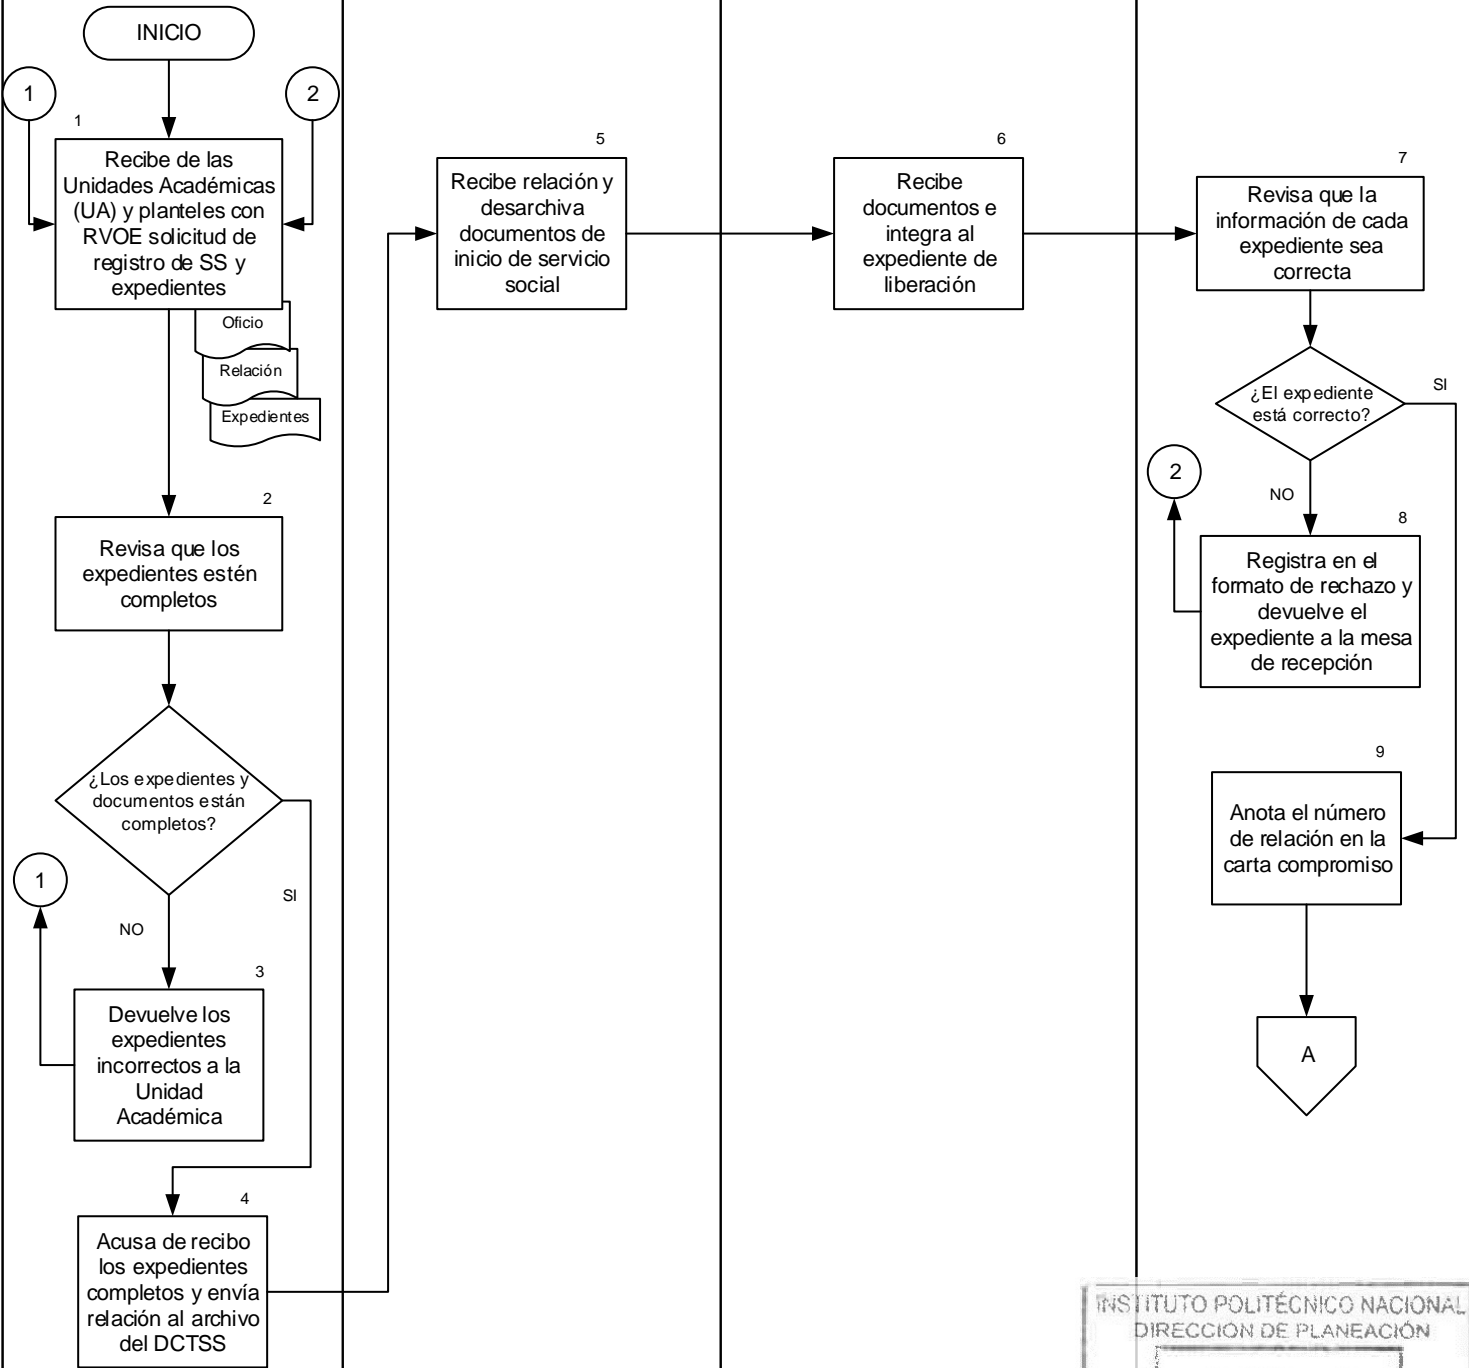 INICIO
1
2
1
Recibe de las
Unidades Académicas
(UA) y planteles con
RVOE solicitud de
registro de SS y
expedientes
Oficio
Relación
Expedientes
2
Revisa que los
expedientes estén
completos
¿Los expedientes y
documentos están
completos?
1
SI
NO
3
Devuelve los
expedientes
incorrectos a la
Unidad
Académica
4
Acusa de recibo
los expedientes
completos y envía
relación al archivo
del DCTSS
5
Recibe relación y
desarchiva
documentos de
inicio de servicio
social
6
Recibe
documentos e
integra al
expediente de
liberación
7
Revisa que la
información de cada
expediente sea
correcta
¿El expediente
está correcto?
SI
2
NO
8
Registra en el
formato de rechazo y
devuelve el
expediente a la mesa
de recepción
9
Anota el número
de relación en la
carta compromiso
A
INSTITUTO POLITÉCNICO NACIONAL
DIRECCIÓN DE PLANEACIÓN